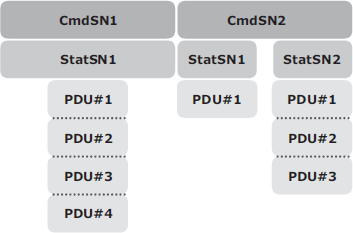 CmdSN1 CmdSN2
StatSN1 StatSN1 StatSN2
PDU#1 PDU#1 PDU#1
PDU#2 PDU#2
PDU#3 PDU#3
PDU#4